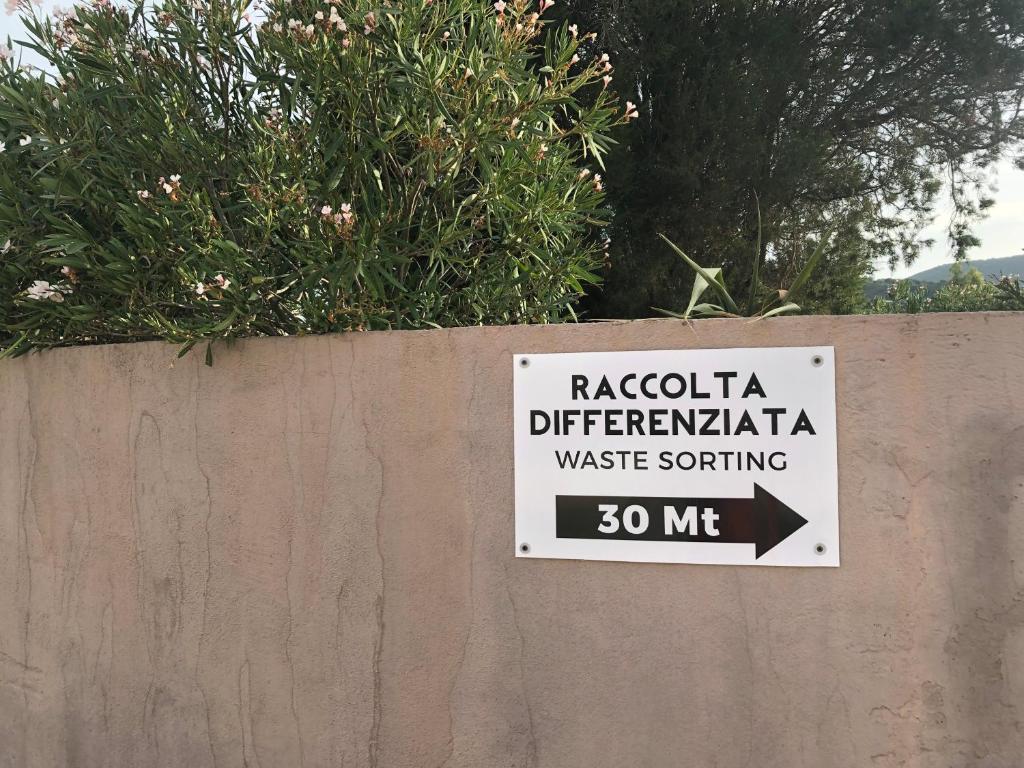 RACCOLTA
DIFFERENZIATA
WASTE SORTING
30 Mt